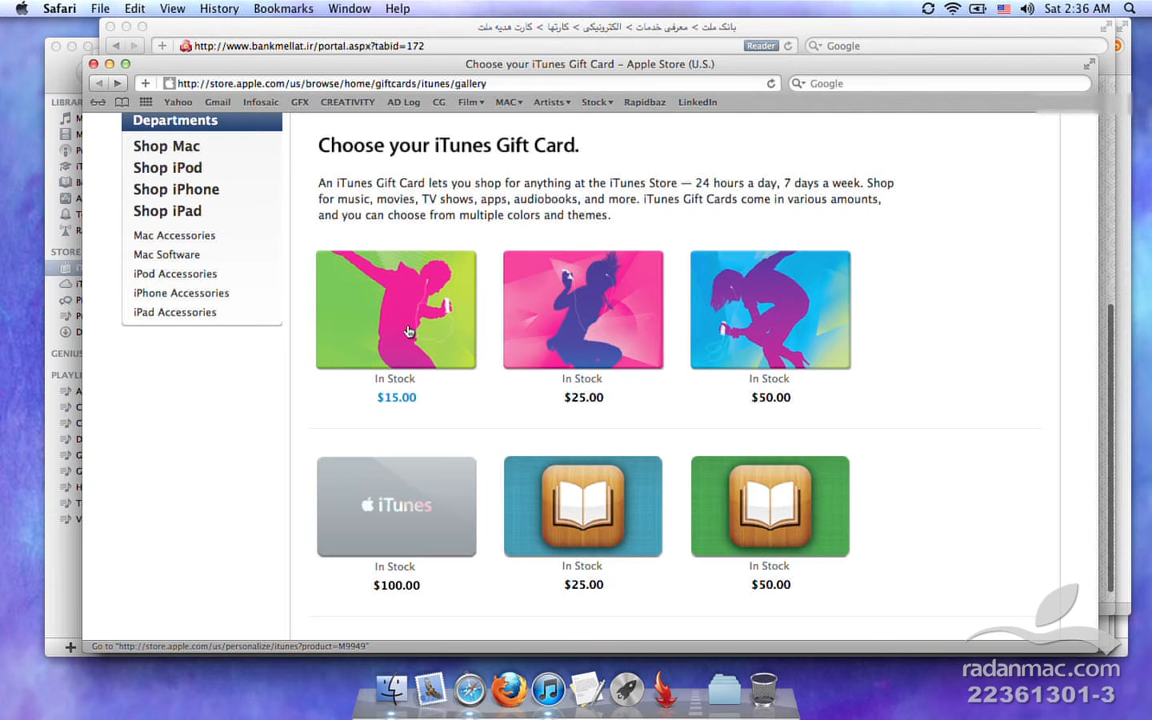 Safari File Edit View History Bookmarks Window Help Sat 2:36 AM
بانک ملت > معرفی خدمات > الکترونیکی > کارتها > کارت هدیه ملت
http://www.bankmellat.ir/portal.aspx?tabid=172 Reader Google
Choose your iTunes Gift Card – Apple Store (U.S.)
http://store.apple.com/us/browse/home/giftcards/itunes/gallery Google
Yahoo Gmail Infosaic GFX CREATIVITY AD Log CG Film MAC Artists Stock Rapidbaz LinkedIn
LIBRAR
STORE
GENIUS
PLAYLI
Departments
Shop Mac
Shop iPod
Shop iPhone
Shop iPad
Mac Accessories
Mac Software
iPod Accessories
iPhone Accessories
iPad Accessories
Choose your iTunes Gift Card.
An iTunes Gift Card lets you shop for anything at the iTunes Store — 24 hours a day, 7 days a week. Shop
for music, movies, TV shows, apps, audiobooks, and more. iTunes Gift Cards come in various amounts,
and you can choose from multiple colors and themes.
In Stock In Stock In Stock
$15.00 $25.00 $50.00
iTunes
In Stock In Stock In Stock
$100.00 $25.00 $50.00
Go to "http://store.apple.com/us/personalize/itunes?product=M9949"
radanmac.com
22361301-3